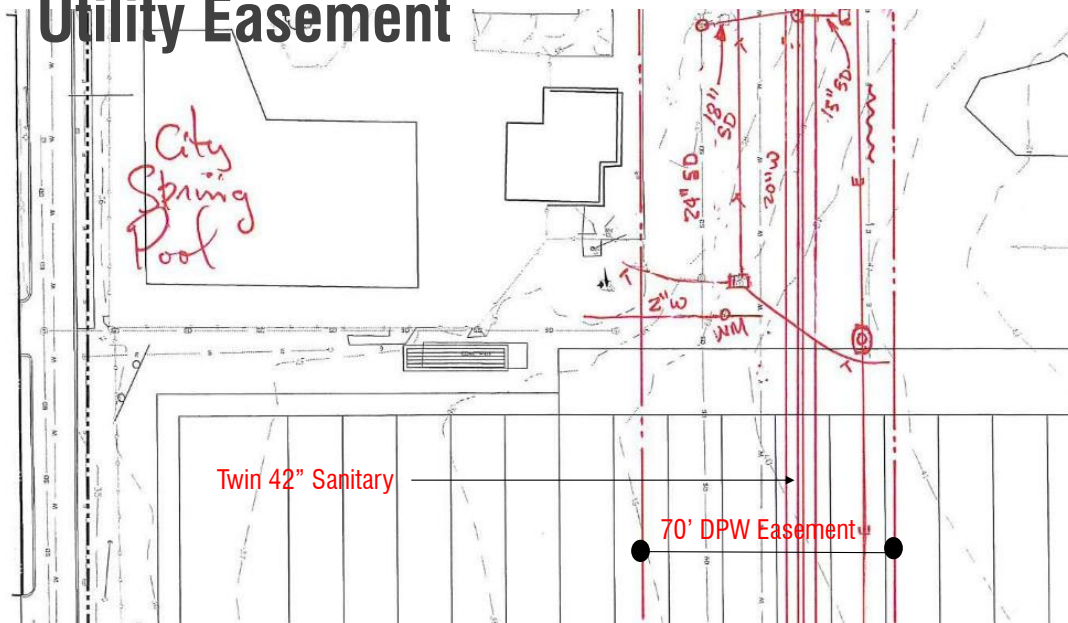 Utility Easement
City
Spring
Pool
18" SD
15" SD
24" SD
20" W
E
T
2" W
WM
T
Twin 42” Sanitary
70’ DPW Easement
E